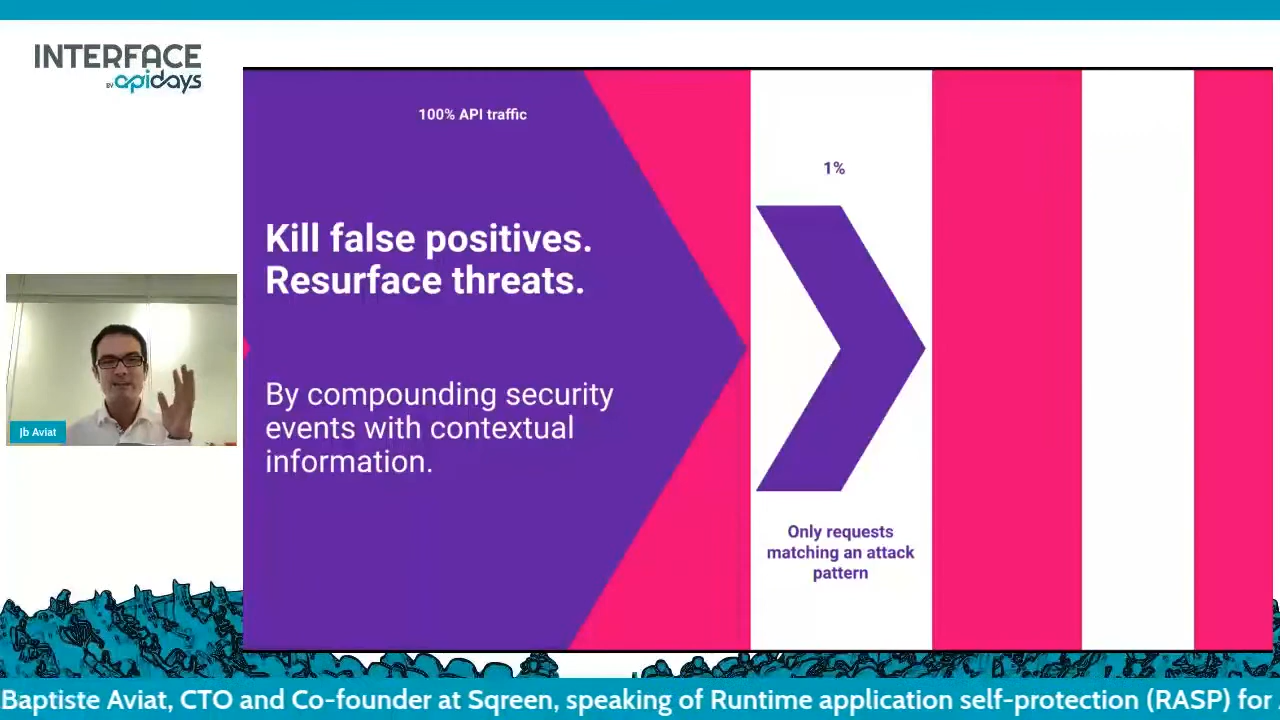 INTERFACE
BY apidays
100% API traffic
Kill false positives.
Resurface threats.
By compounding security
events with contextual
information.
1%
Only requests
matching an attack
pattern
Jb Aviat
Baptiste Aviat, CTO and Co-founder at Sqreen, speaking of Runtime application self-protection (RASP) for